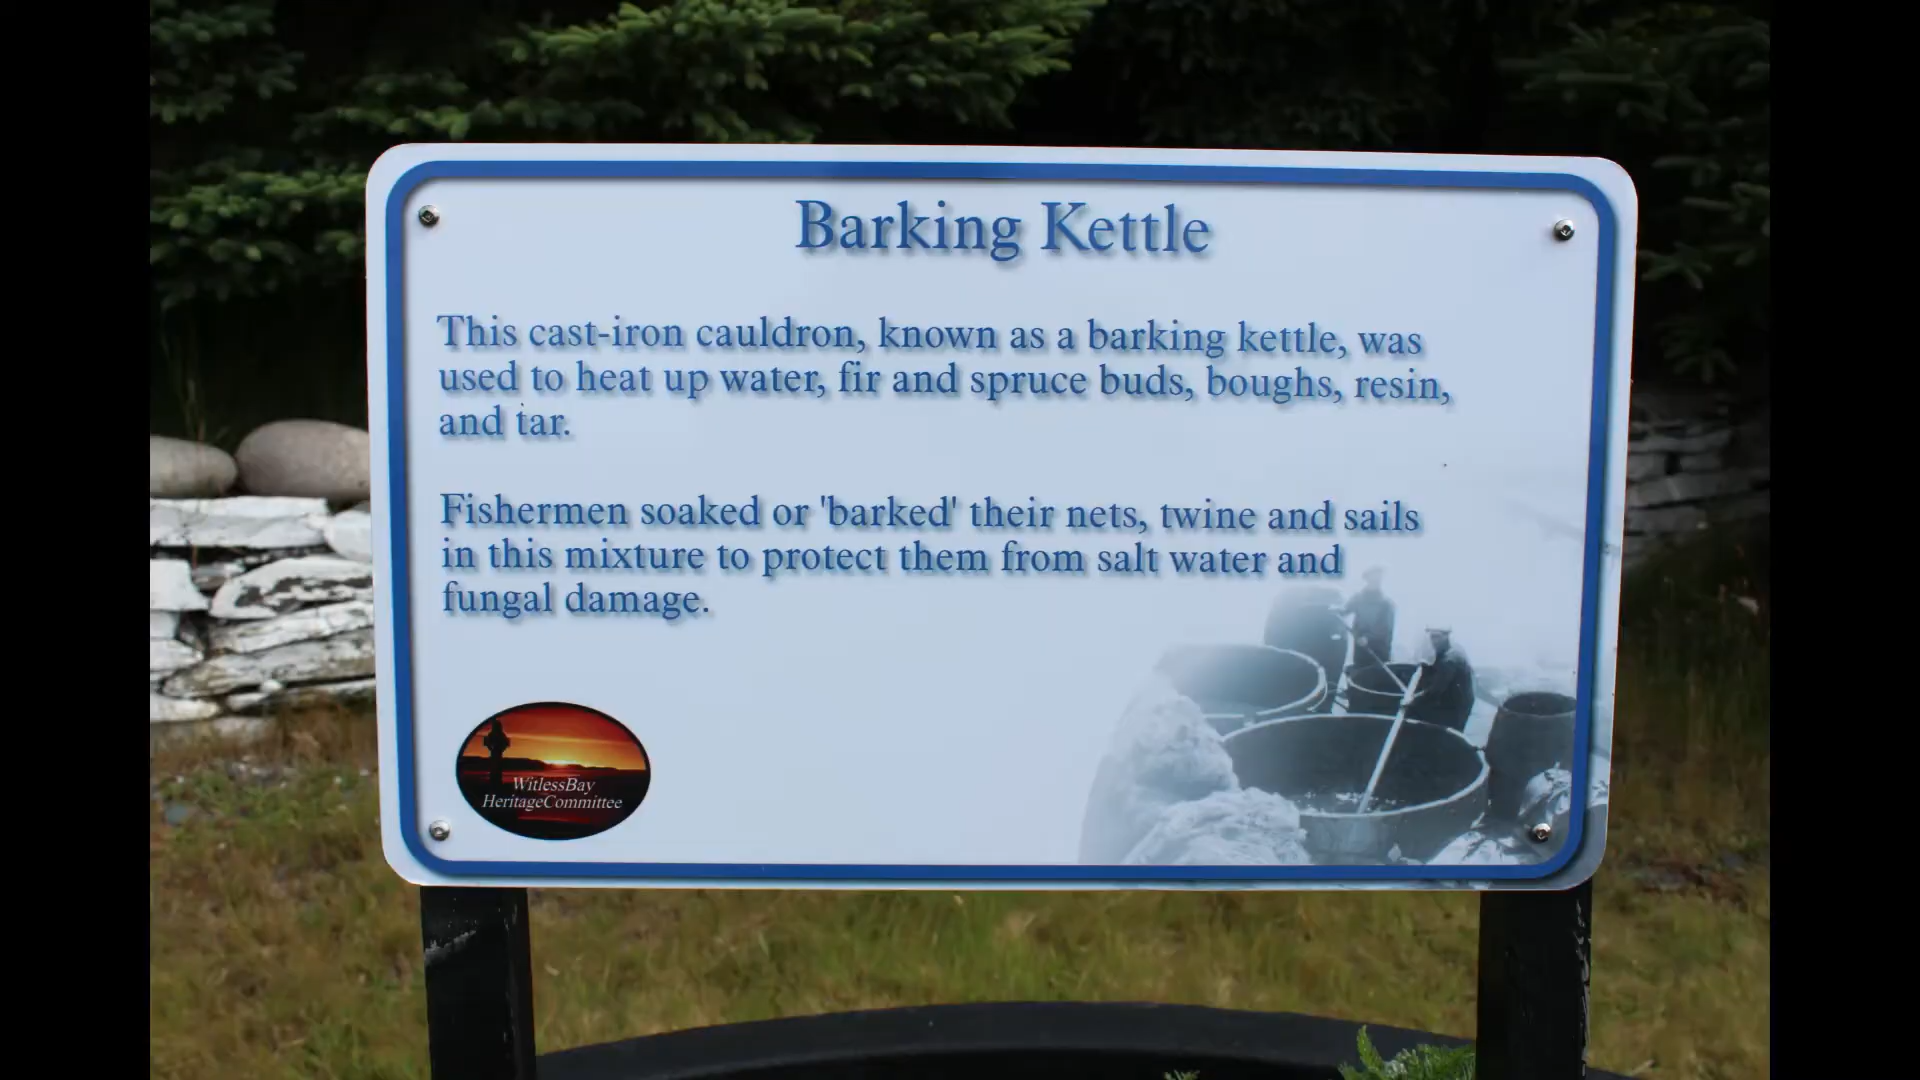 Barking Kettle
This cast-iron cauldron, known as a barking kettle, was
used to heat up water, fir and spruce buds, boughs, resin,
and tar.
Fishermen soaked or 'barked' their nets, twine and sails
in this mixture to protect them from salt water and
fungal damage.
WitlessBay
HeritageCommittee